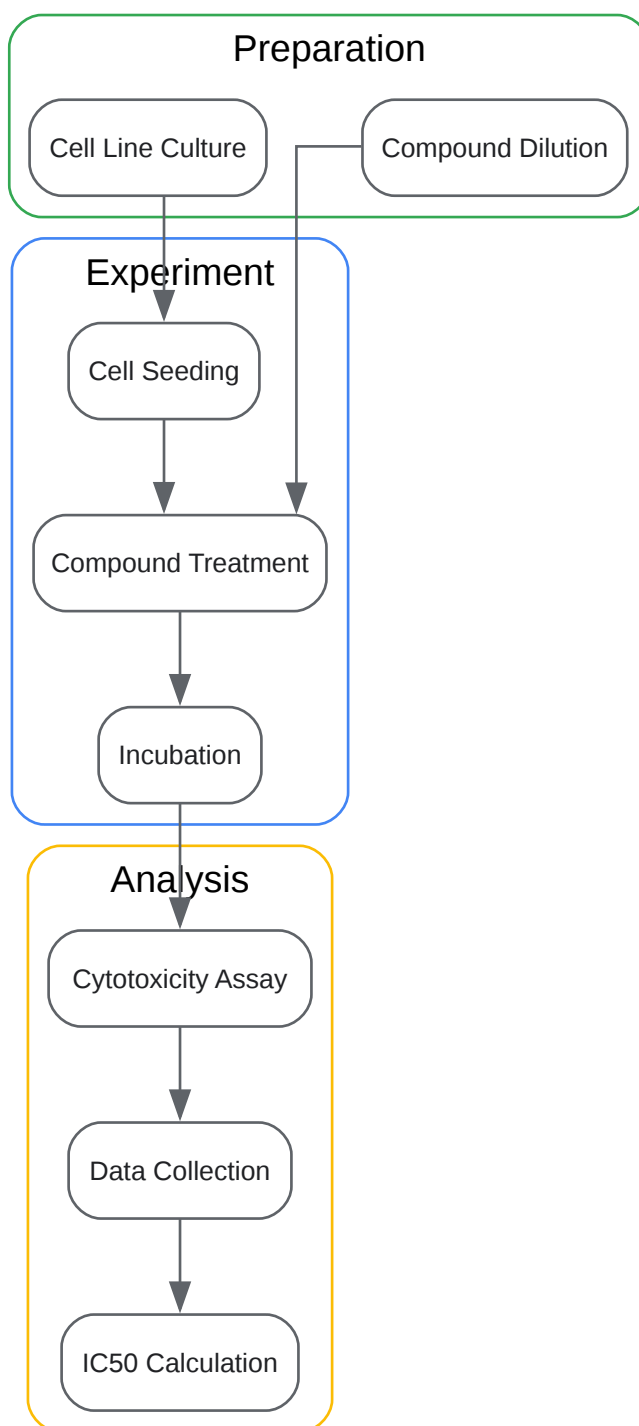 Preparation
Cell Line Culture
Compound Dilution
Experiment
Cell Seeding
Compound Treatment
Incubation
Analysis
Cytotoxicity Assay
Data Collection
IC50 Calculation